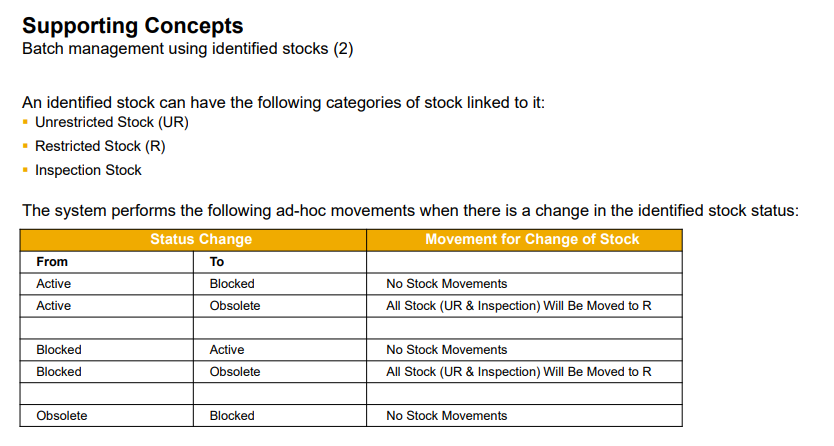 Supporting Concepts
Batch management using identified stocks (2)
An identified stock can have the following categories of stock linked to it:
Unrestricted Stock (UR)
Restricted Stock (R)
Inspection Stock
The system performs the following ad-hoc movements when there is a change in the identified stock status:
Status Change Movement for Change of Stock
From To
Active Blocked No Stock Movements
Active Obsolete All Stock (UR & Inspection) Will Be Moved to R
Blocked Active No Stock Movements
Blocked Obsolete All Stock (UR & Inspection) Will Be Moved to R
Obsolete Blocked No Stock Movements